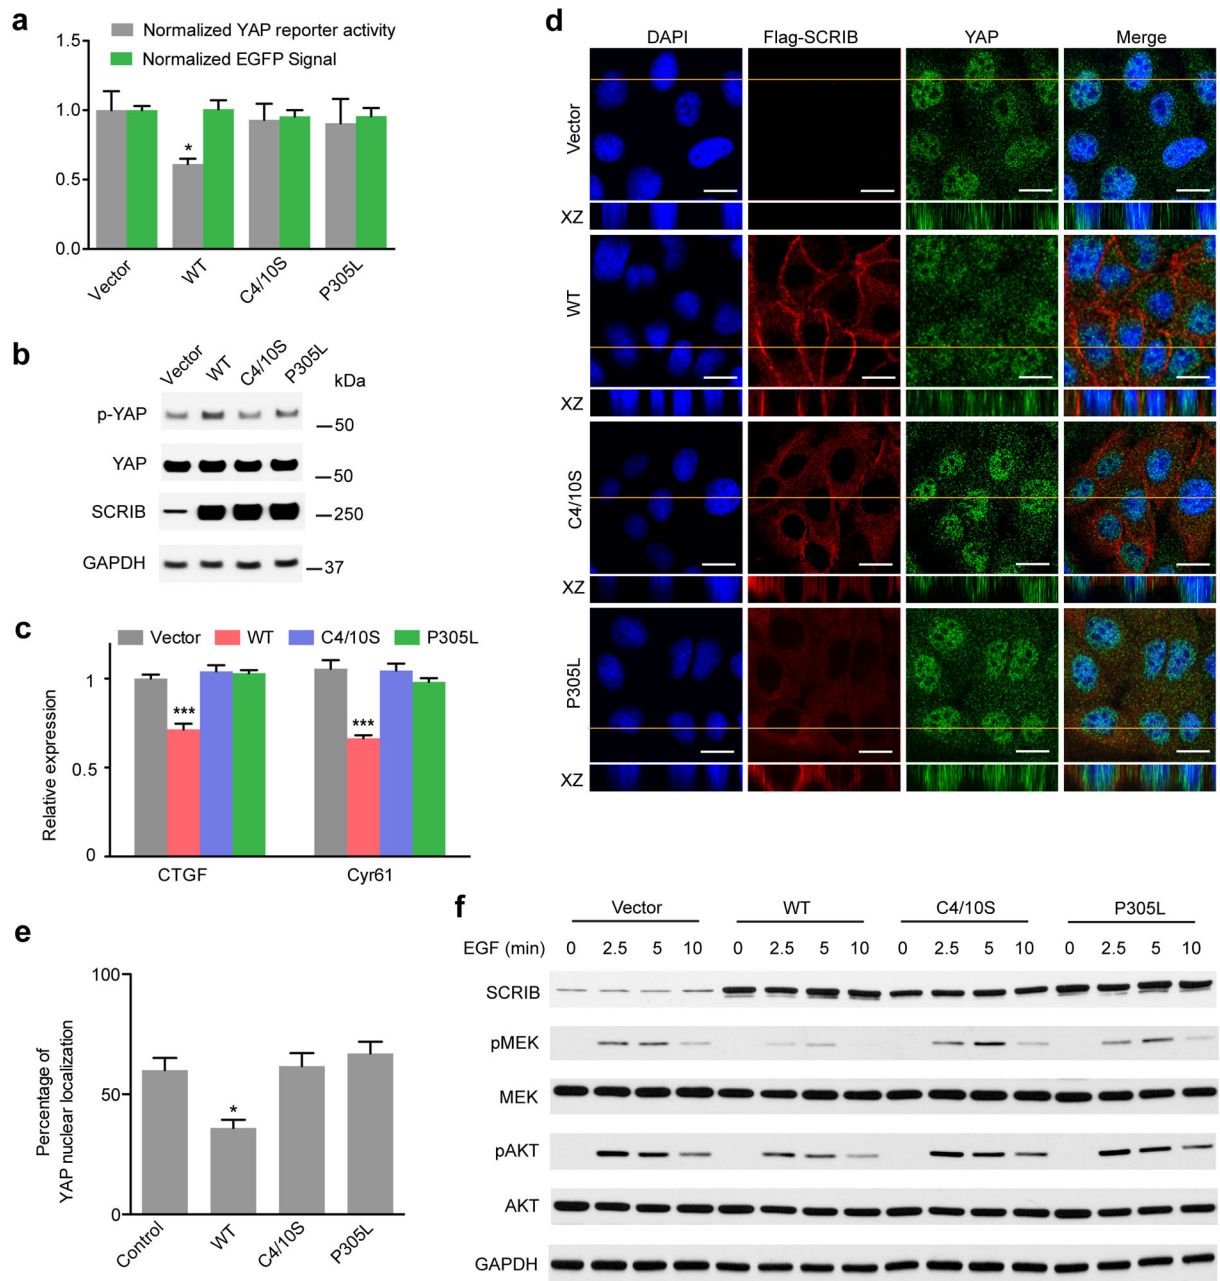 a
Normalized YAP reporter activity
Normalized EGFP Signal
1.5
1.0
0.5
0.0
Vector
WT
C4/10S
P305L
b
Vector
WT
C4/10S
P305L
kDa
p-YAP
50
YAP
50
SCRIB
250
GAPDH
37
c
Vector
WT
C4/10S
P305L
Relative expression
1
0.5
0
***
***
CTGF
Cyr61
*
d
DAPI
Flag-SCRIB
YAP
Merge
Vector
XZ
WT
XZ
C4/10S
XZ
P305L
XZ
e
Percentage of
YAP nuclear localization
100
50
0
*
Control
WT
C4/10S
P305L
f
Vector
WT
C4/10S
P305L
EGF (min) 0 2.5 5 10 0 2.5 5 10 0 2.5 5 10 0 2.5 5 10
SCRIB
pMEK
MEK
pAKT
AKT
GAPDH